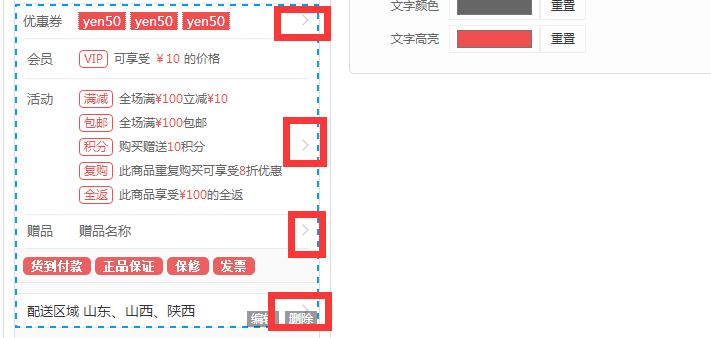 优惠券 yen50 yen50 yen50
会员 VIP 可享受 ￥10 的价格
活动 满减 全场满¥100立减¥10
包邮 全场满¥100包邮
积分 购买赠送10积分
复购 此商品重复购买可享受8折优惠
全返 此商品享受¥100的全返
赠品 赠品名称
货到付款 正品保证 保修 发票
配送区域 山东、山西、陕西
编辑 删除
文字颜色 重置
文字高亮 重置